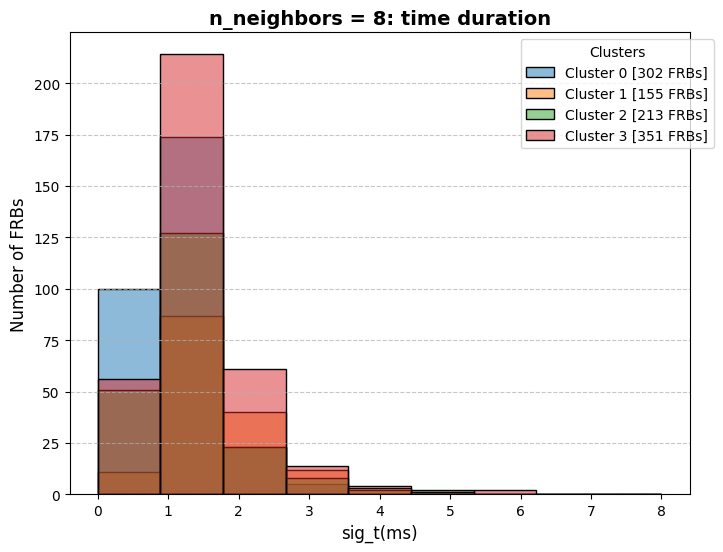 n_neighbors = 8: time duration
Clusters
Cluster 0 [302 FRBs]
Cluster 1 [155 FRBs]
Cluster 2 [213 FRBs]
Cluster 3 [351 FRBs]
Number of FRBs
200
175
150
125
100
75
50
25
0
0 1 2 3 4 5 6 7 8
sig_t(ms)